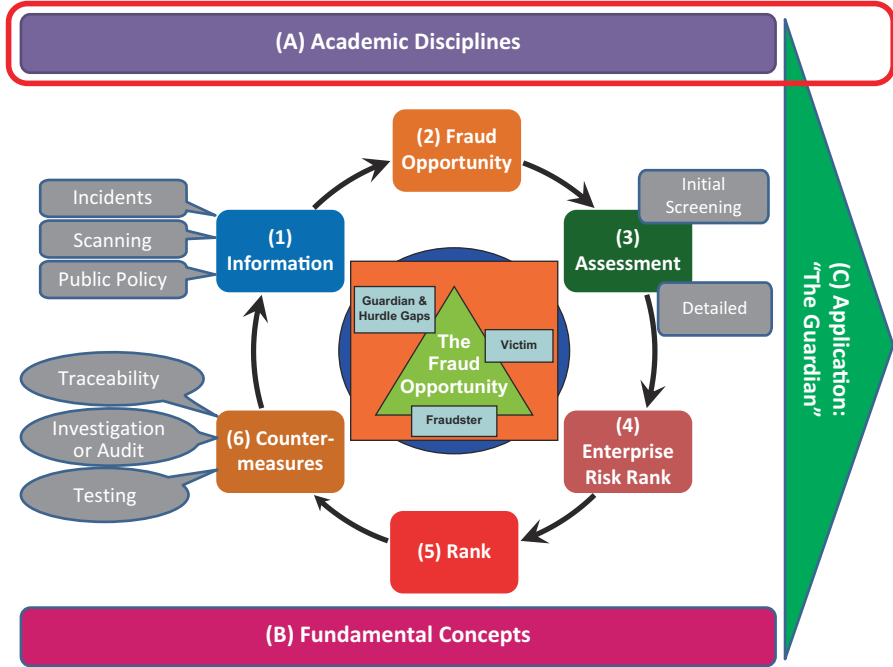 (A) Academic Disciplines
(2) Fraud
Opportunity
Initial
Screening
Incidents
Scanning
Public Policy
(1)
Information
(3)
Assessment
Detailed
Guardian &
Hurdle Gaps
Victim
The
Fraud
Opportunity
Fraudster
Traceability
Investigation
or Audit
Testing
(6) Counter-
measures
(4)
Enterprise
Risk Rank
(5) Rank
(B) Fundamental Concepts
(C) Application:
“The Guardian”